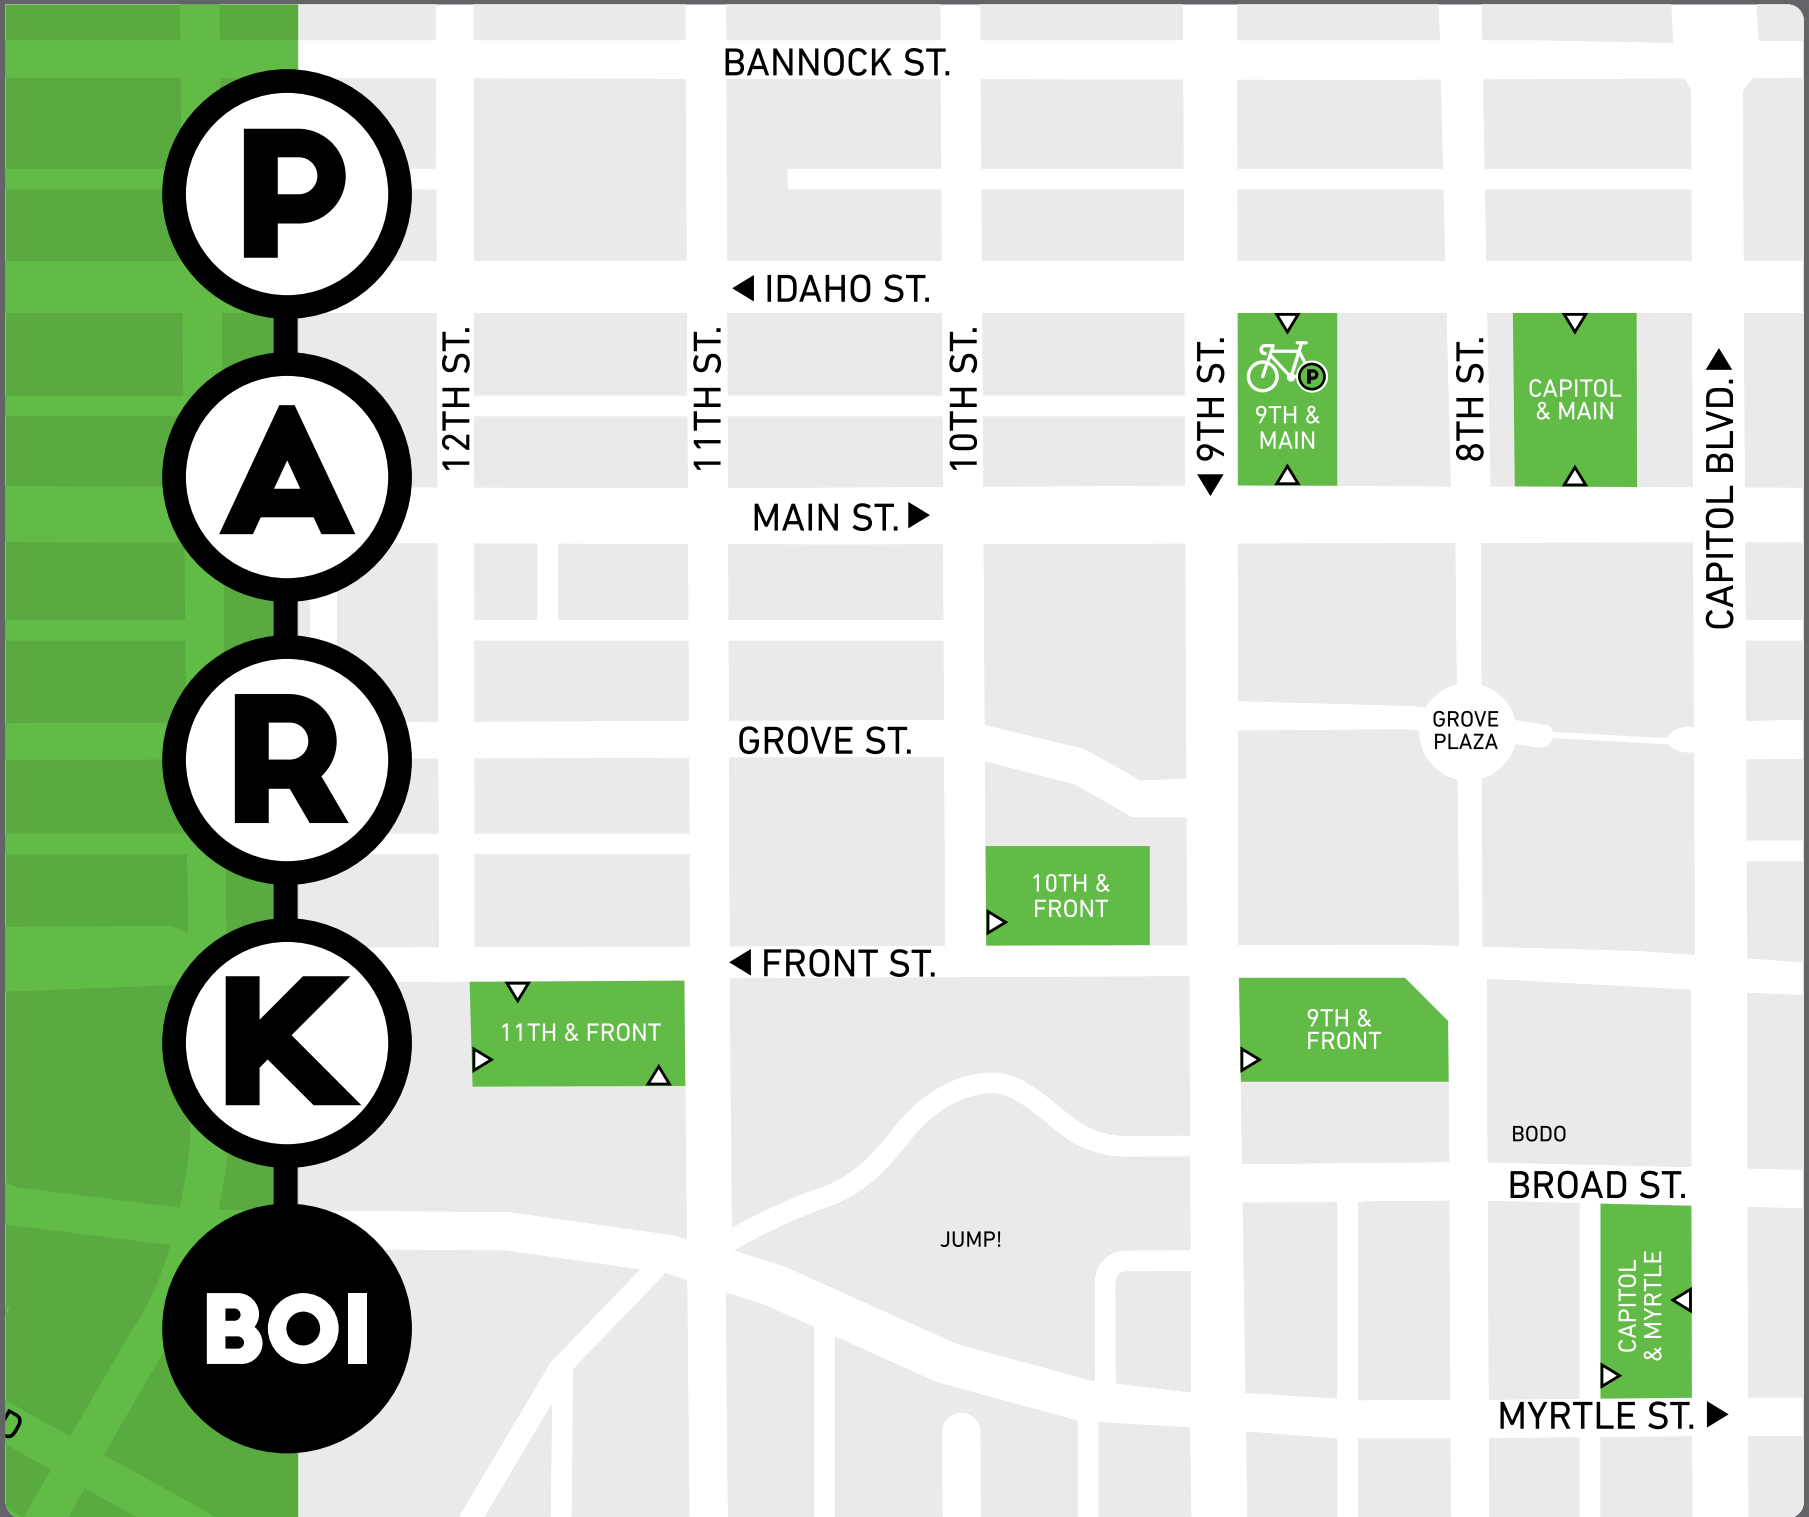 BANNOCK ST.
P
IDAHO ST.
12TH ST.
11TH ST.
10TH ST.
9TH ST.
P
9TH &
MAIN
8TH ST.
CAPITOL
& MAIN
CAPITOL BLVD.
A
MAIN ST.
R
GROVE ST.
GROVE
PLAZA
10TH &
FRONT
FRONT ST.
K
11TH & FRONT
9TH &
FRONT
BODO
BROAD ST.
JUMP!
CAPITOL
& MYRTLE
BOI
MYRTLE ST.